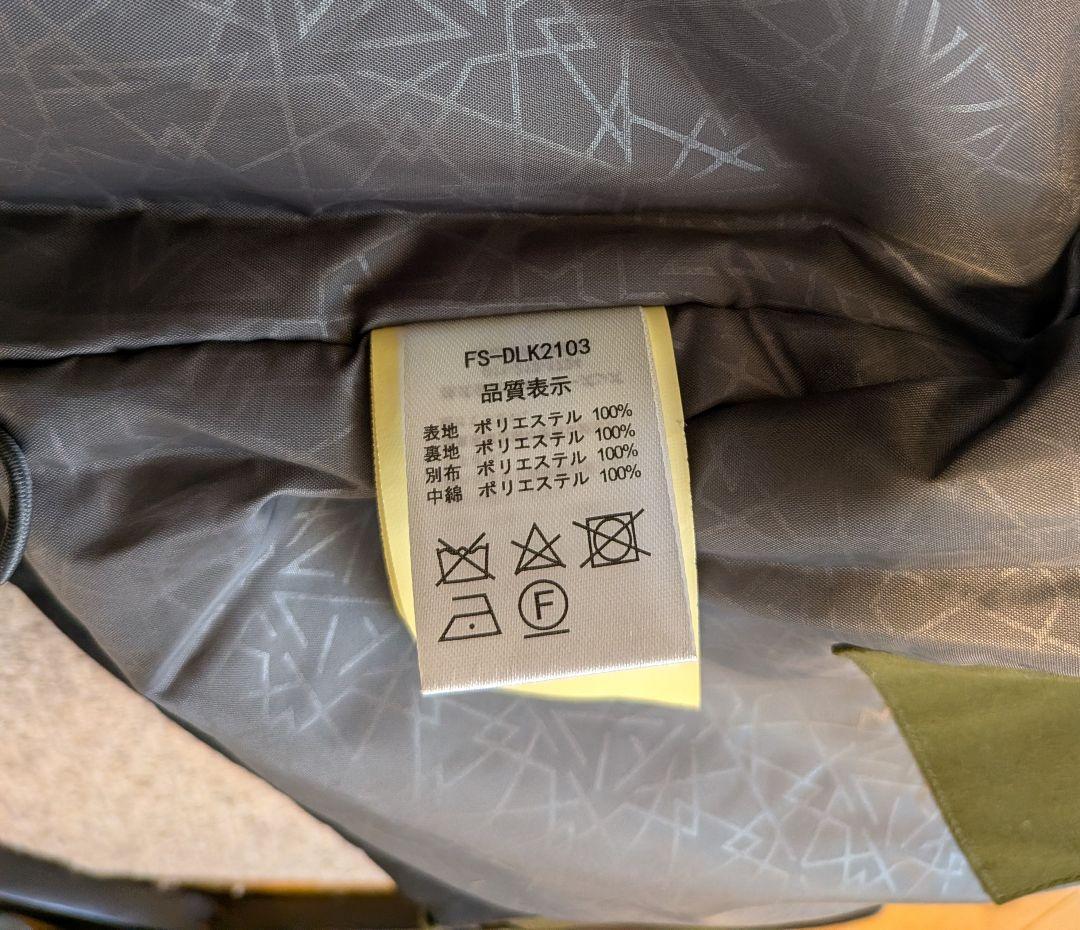 FS-DLK2103
品質表示
表地 ポリエステル 100%
裏地 ポリエステル 100%
別布 ポリエステル 100%
中綿 ポリエステル 100%
F